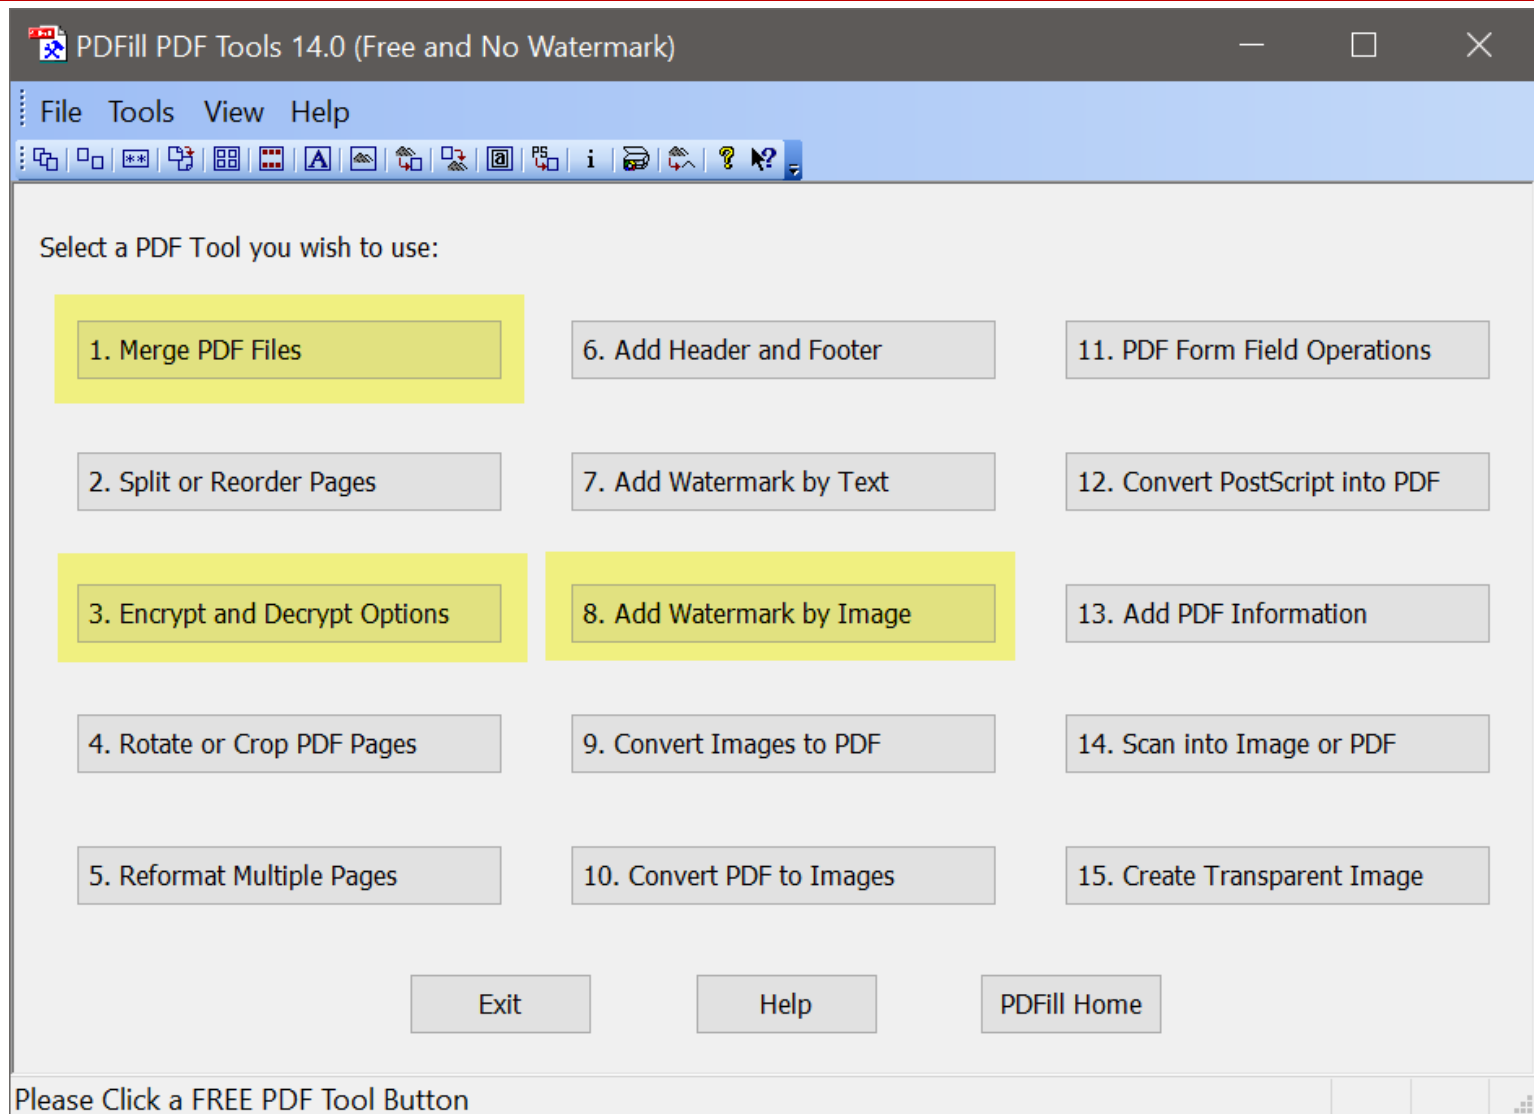 PDFill PDF Tools 14.0 (Free and No Watermark)
File Tools View Help
Select a PDF Tool you wish to use:
1. Merge PDF Files
6. Add Header and Footer
11. PDF Form Field Operations
2. Split or Reorder Pages
7. Add Watermark by Text
12. Convert PostScript into PDF
3. Encrypt and Decrypt Options
8. Add Watermark by Image
13. Add PDF Information
4. Rotate or Crop PDF Pages
9. Convert Images to PDF
14. Scan into Image or PDF
5. Reformat Multiple Pages
10. Convert PDF to Images
15. Create Transparent Image
Exit
Help
PDFill Home
Please Click a FREE PDF Tool Button